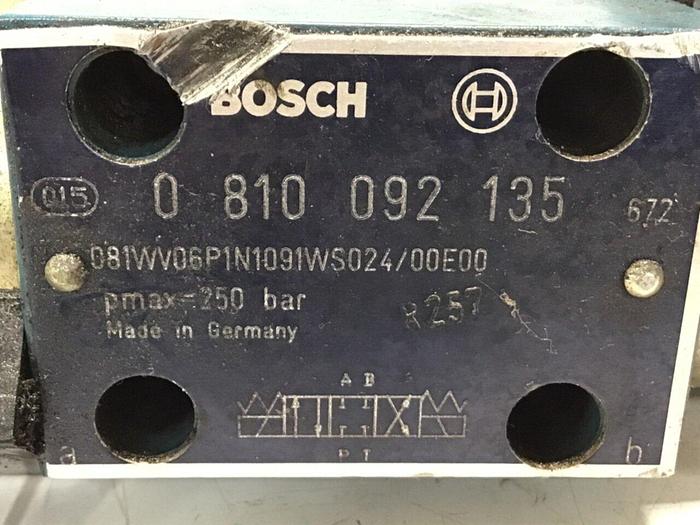 BOSCH
015 0 810 092 135 672
081WV06P1N1091WS024/00E00
pmax=250 bar
R257
Made in Germany
A B
P T
a b